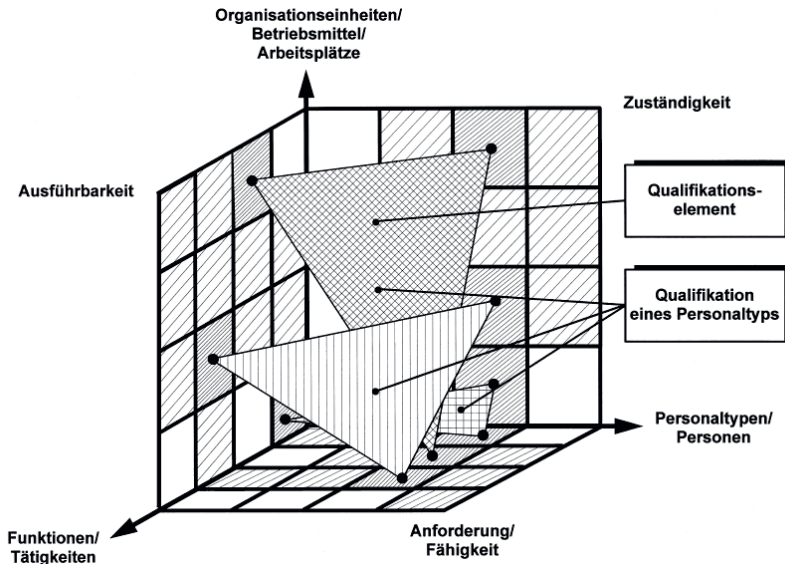 Organisationseinheiten/
Betriebsmittel/
Arbeitsplätze
Zuständigkeit
Ausführbarkeit
Qualifikations-
element
Qualifikation
eines Personaltyps
Personaltypen/
Personen
Funktionen/
Tätigkeiten
Anforderung/
Fähigkeit